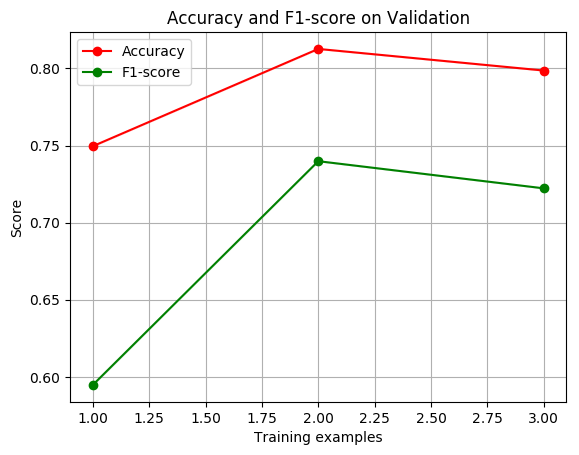 Accuracy and F1-score on Validation
Accuracy
F1-score
Score
0.80
0.75
0.70
0.65
0.60
1.00 1.25 1.50 1.75 2.00 2.25 2.50 2.75 3.00
Training examples